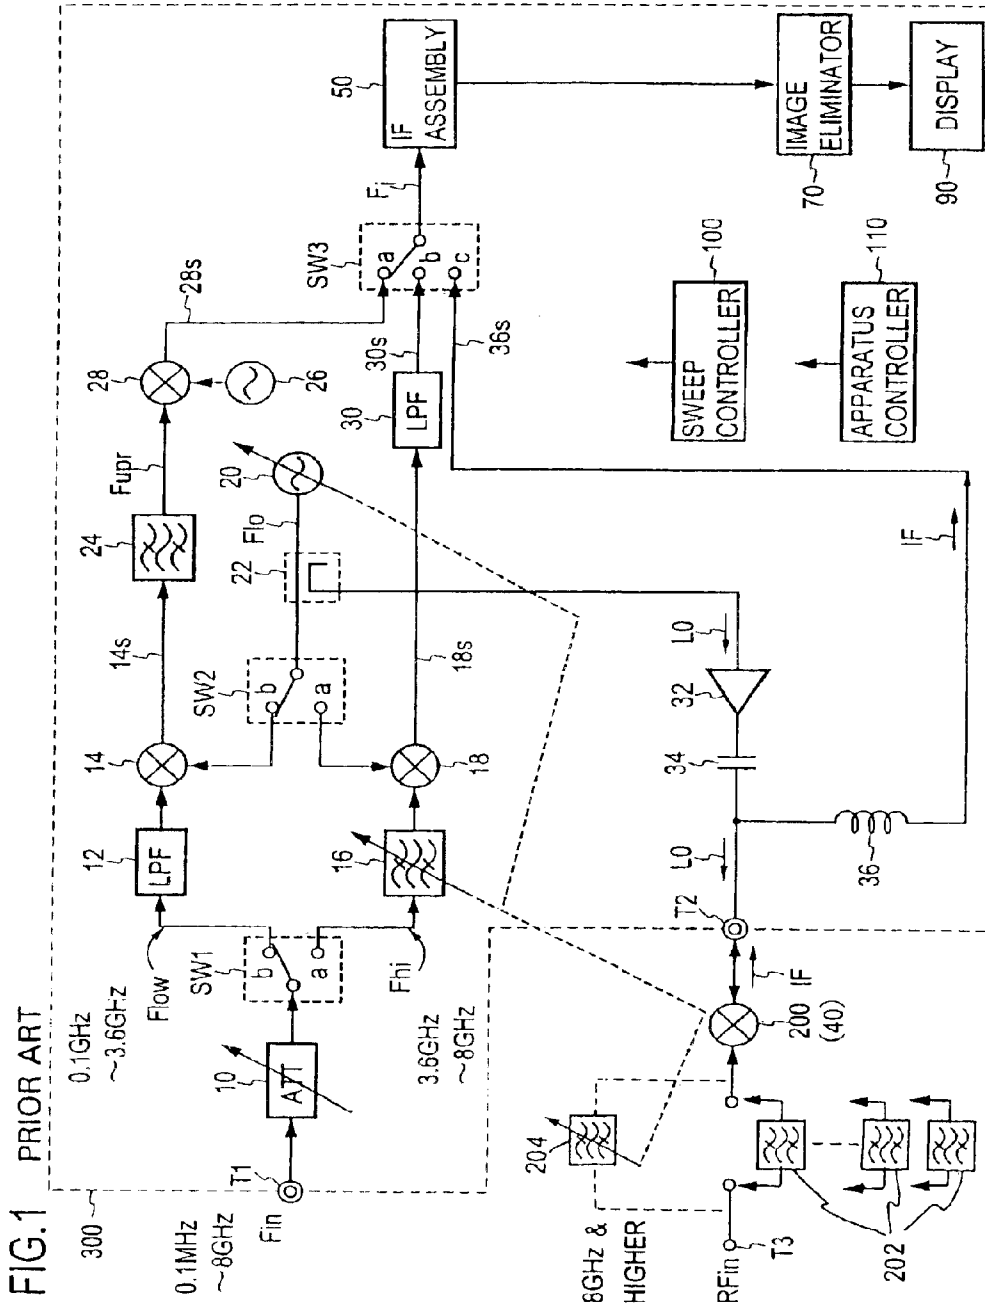 FIG.1 PRIOR ART
300
0.1MHz
~8GHz
Fin
T1
10
ATT
SW1
b
a
0.1GHz
~3.6GHz
Flow
Fhi
3.6GHz
~8GHz
12
LPF
14
14s
16
18
18s
SW2
b
a
22
Flo
20
24
Fupr
28
26
28s
30
LPF
30s
36s
SW3
a
b
c
Fi
50
IF
ASSEMBLY
70
IMAGE
ELIMINATOR
90
DISPLAY
100
SWEEP
CONTROLLER
110
APPARATUS
CONTROLLER
LO
32
34
LO
36
IF
T2
IF
200
(40)
204
8GHz &
HIGHER
RFin
T3
202